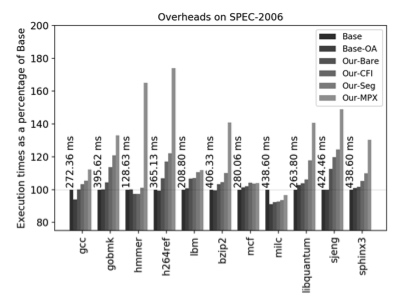 Overheads on SPEC-2006
Execution times as a percentage of Base
200
180
160
140
120
100
80
Base
Base-OA
Our-Bare
Our-CFI
Our-Seg
Our-MPX
272.36 ms
395.62 ms
128.63 ms
365.13 ms
208.80 ms
406.33 ms
280.06 ms
438.60 ms
263.80 ms
424.46 ms
438.60 ms
gcc
gobmk
hmmer
h264ref
lbm
bzip2
mcf
milc
libquantum
sjeng
sphinx3